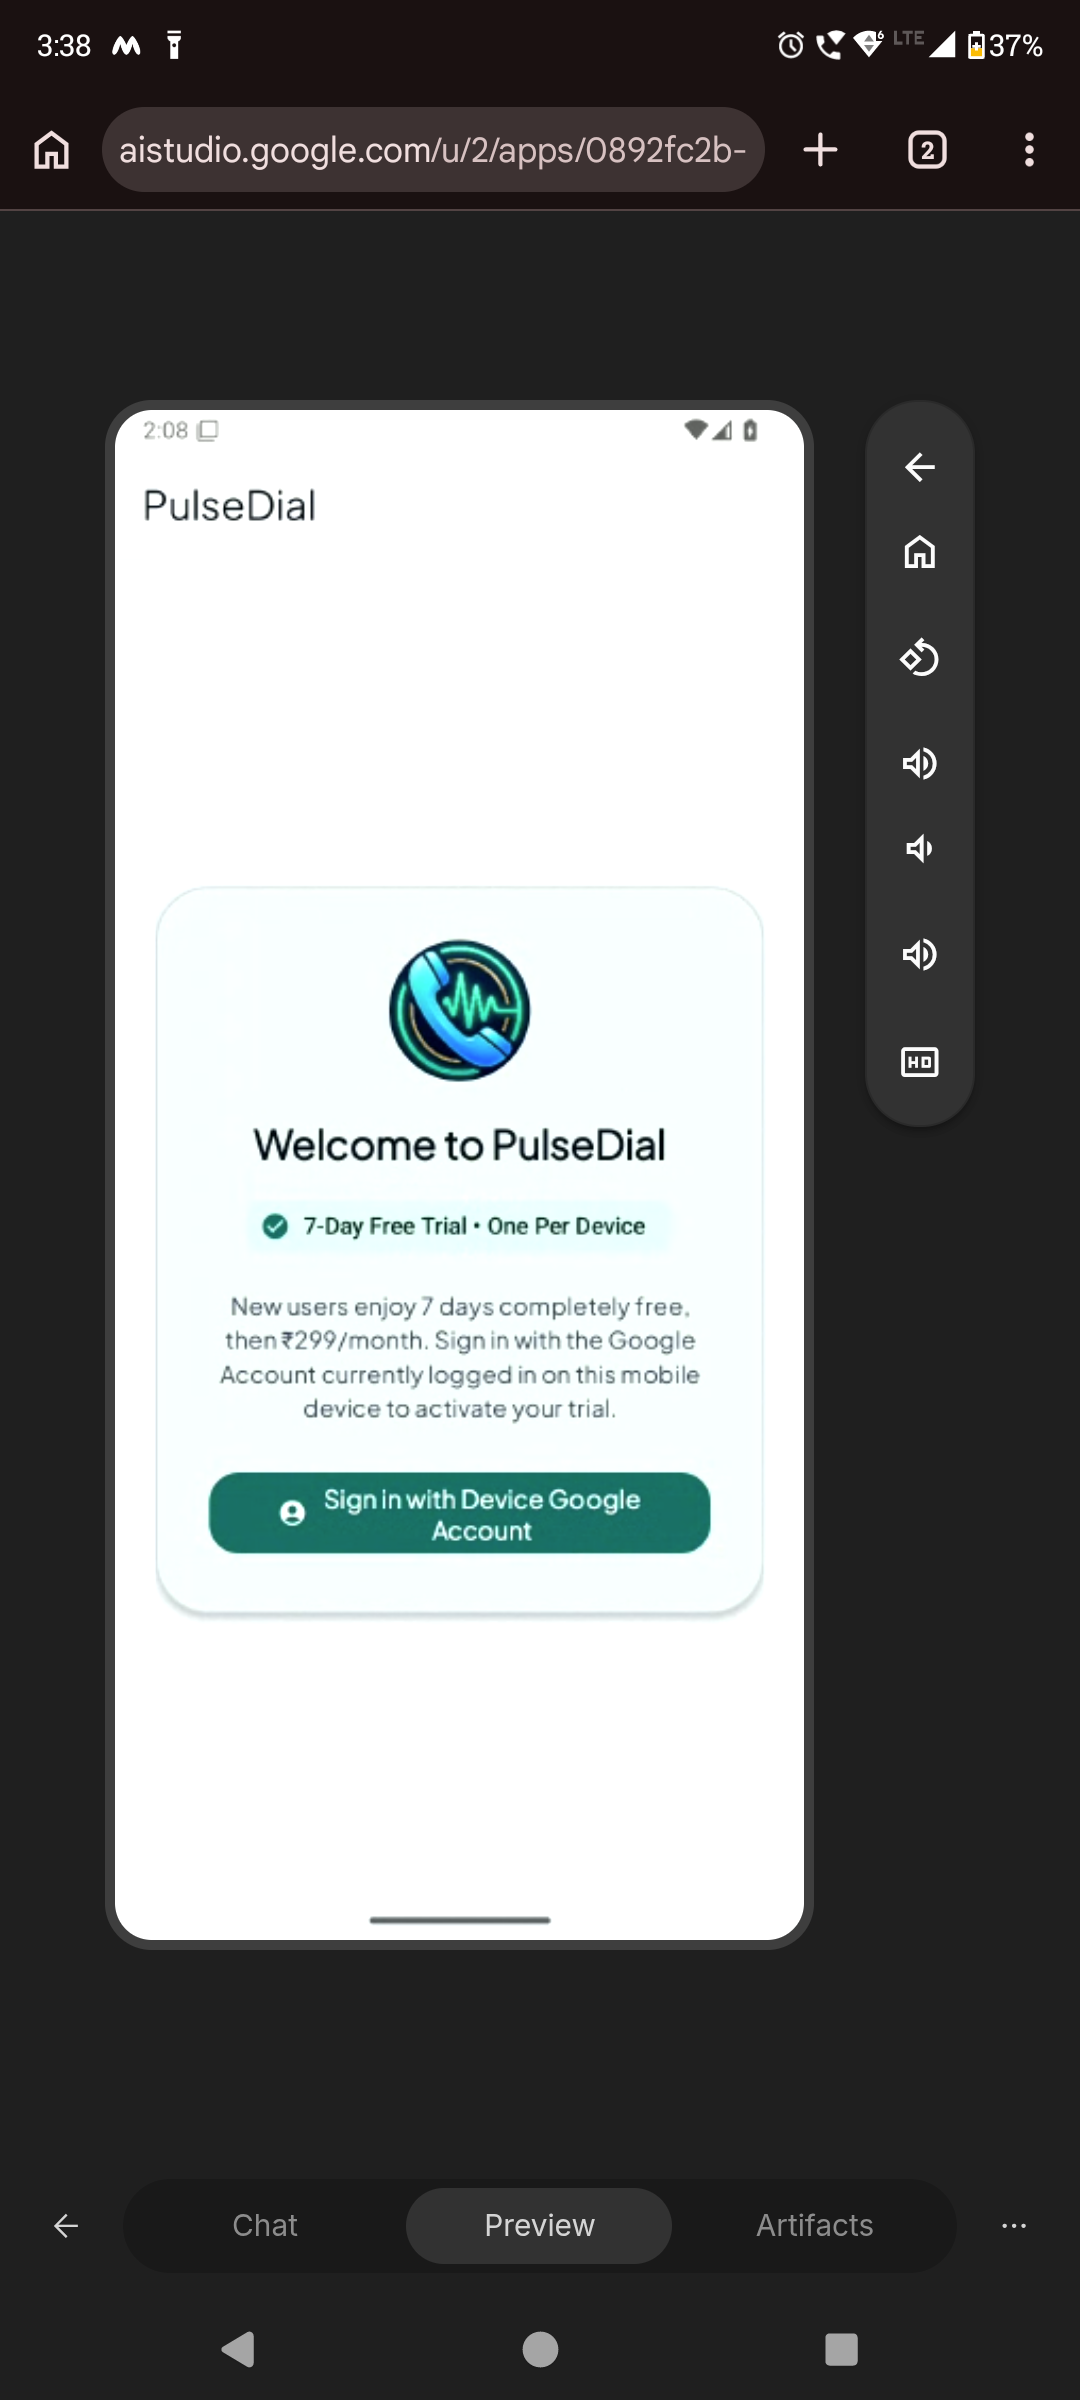 3:38
LTE
37%
aistudio.google.com/u/2/apps/0892fc2b-
2
2:08
PulseDial
Welcome to PulseDial
7-Day Free Trial • One Per Device
New users enjoy 7 days completely free,
then ₹299/month. Sign in with the Google
Account currently logged in on this mobile
device to activate your trial.
Sign in with Device Google
Account
HD
Chat
Preview
Artifacts